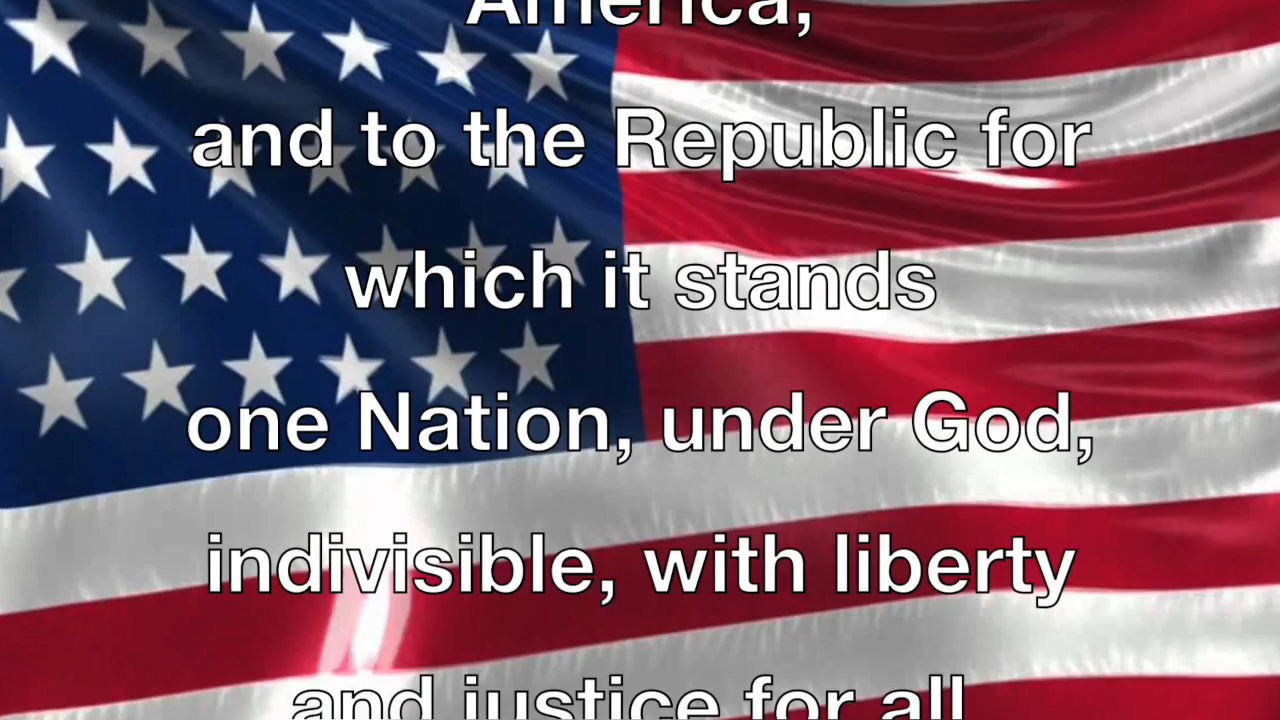 America,
and to the Republic for
which it stands
one Nation, under God,
indivisible, with liberty
and justice for all